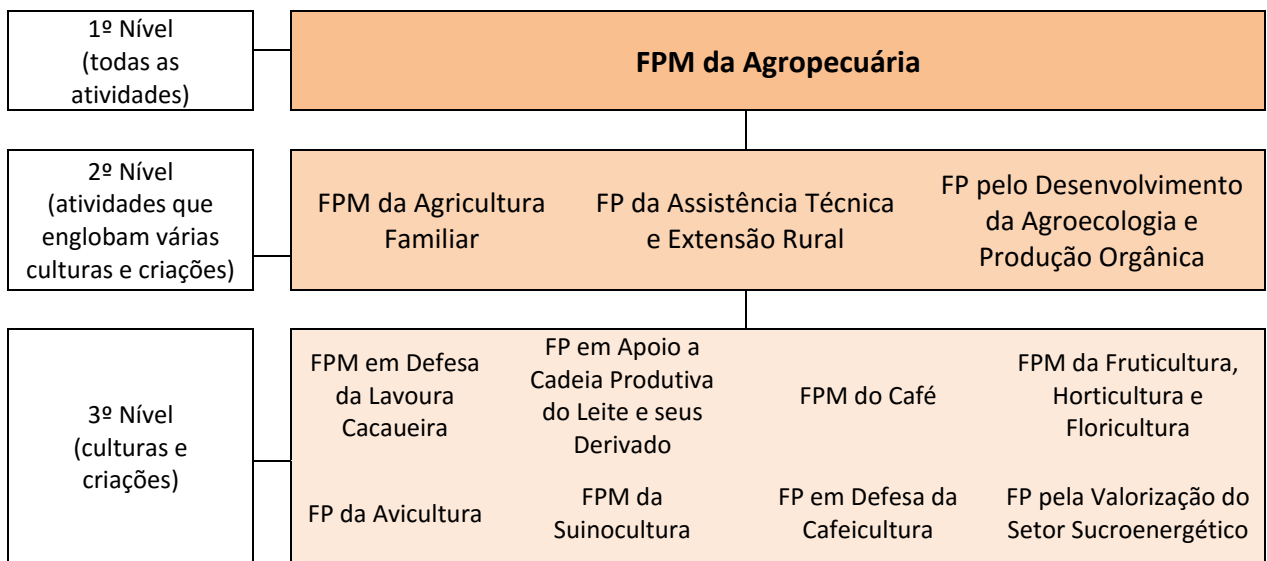 1º Nível
(todas as
atividades)
FPM da Agropecuária
2º Nível
(atividades que
englobam várias
culturas e criações)
FPM da Agricultura
Familiar
FP da Assistência Técnica
e Extensão Rural
FP pelo Desenvolvimento
da Agroecologia e
Produção Orgânica
3º Nível
(culturas e
criações)
FPM em Defesa
da Lavoura
Cacaueira
FP em Apoio a
Cadeia Produtiva
do Leite e seus
Derivado
FPM do Café
FPM da Fruticultura,
Horticultura e
Floricultura
FP da Avicultura
FPM da
Suinocultura
FP em Defesa da
Cafeicultura
FP pela Valorização do
Setor Sucroenergético